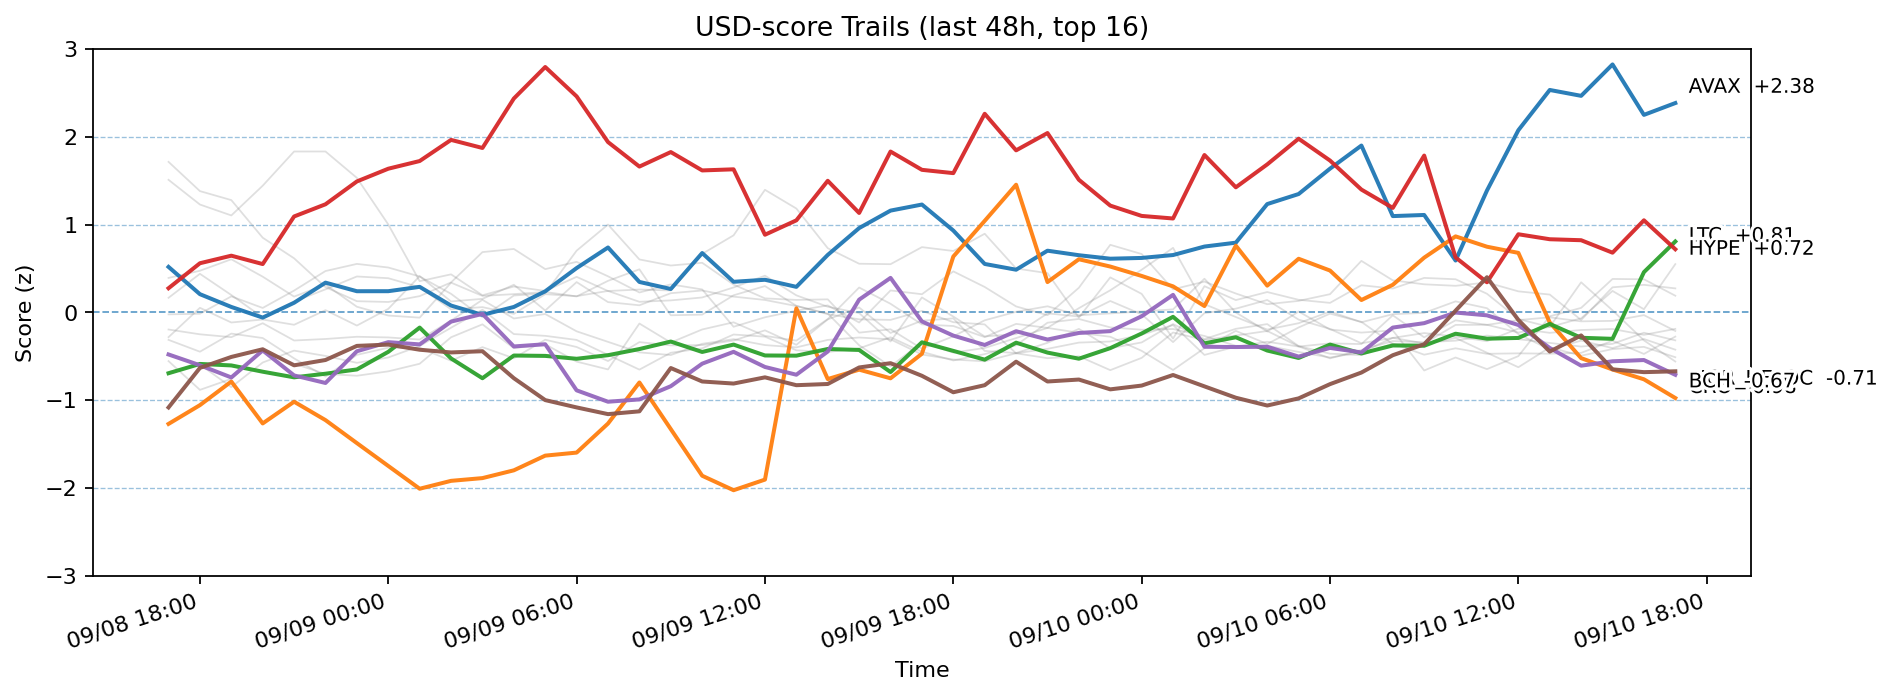 USD-score Trails (last 48h, top 16)
Score (z)
3
2
1
0
−1
−2
−3
AVAX +2.38
LTC +0.81
HYPE +0.72
BCH -0.67
-0.71
09/08 18:00
09/09 00:00
09/09 06:00
09/09 12:00
09/09 18:00
09/10 00:00
09/10 06:00
09/10 12:00
09/10 18:00
Time